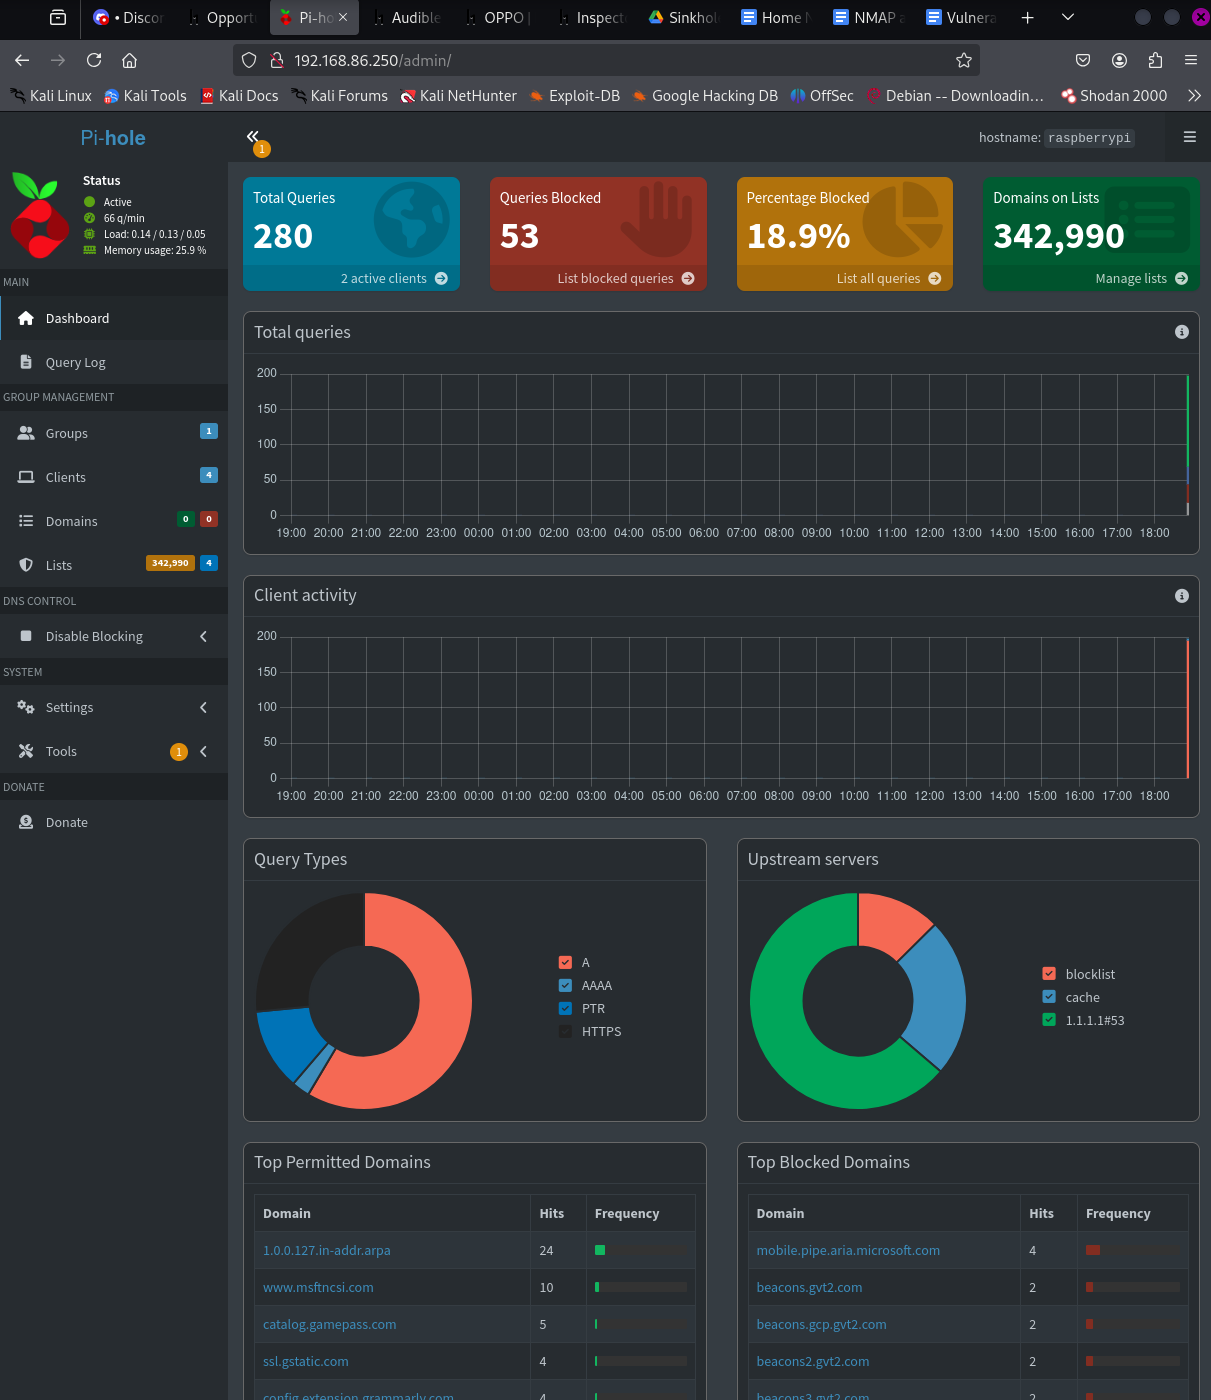 Discor
Opport
Pi-ho
Audible
OPPO |
Inspect
Sinkhol
Home N
NMAP a
Vulnera
192.168.86.250/admin/
Kali Linux
Kali Tools
Kali Docs
Kali Forums
Kali NetHunter
Exploit-DB
Google Hacking DB
OffSec
Debian -- Downloadin…
Shodan 2000
Pi-hole
1
hostname: raspberrypi
Status
Active
66 q/min
Load: 0.14 / 0.13 / 0.05
Memory usage: 25.9 %
MAIN
Dashboard
Query Log
GROUP MANAGEMENT
Groups 1
Clients 4
Domains 0 0
Lists 342,990 4
DNS CONTROL
Disable Blocking
SYSTEM
Settings
Tools 1
DONATE
Donate
Total Queries
280
2 active clients
Queries Blocked
53
List blocked queries
Percentage Blocked
18.9%
List all queries
Domains on Lists
342,990
Manage lists
Total queries
200
150
100
50
0
19:00 20:00 21:00 22:00 23:00 00:00 01:00 02:00 03:00 04:00 05:00 06:00 07:00 08:00 09:00 10:00 11:00 12:00 13:00 14:00 15:00 16:00 17:00 18:00
Client activity
200
150
100
50
0
19:00 20:00 21:00 22:00 23:00 00:00 01:00 02:00 03:00 04:00 05:00 06:00 07:00 08:00 09:00 10:00 11:00 12:00 13:00 14:00 15:00 16:00 17:00 18:00
Query Types
A
AAAA
PTR
HTTPS
Upstream servers
blocklist
cache
1.1.1.1#53
Top Permitted Domains
Domain Hits Frequency
1.0.0.127.in-addr.arpa 24
www.msftncsi.com 10
catalog.gamepass.com 5
ssl.gstatic.com 4
config.extension.grammarly.com 4
Top Blocked Domains
Domain Hits Frequency
mobile.pipe.aria.microsoft.com 4
beacons.gvt2.com 2
beacons.gcp.gvt2.com 2
beacons2.gvt2.com 2
beacons3.gvt2.com 2